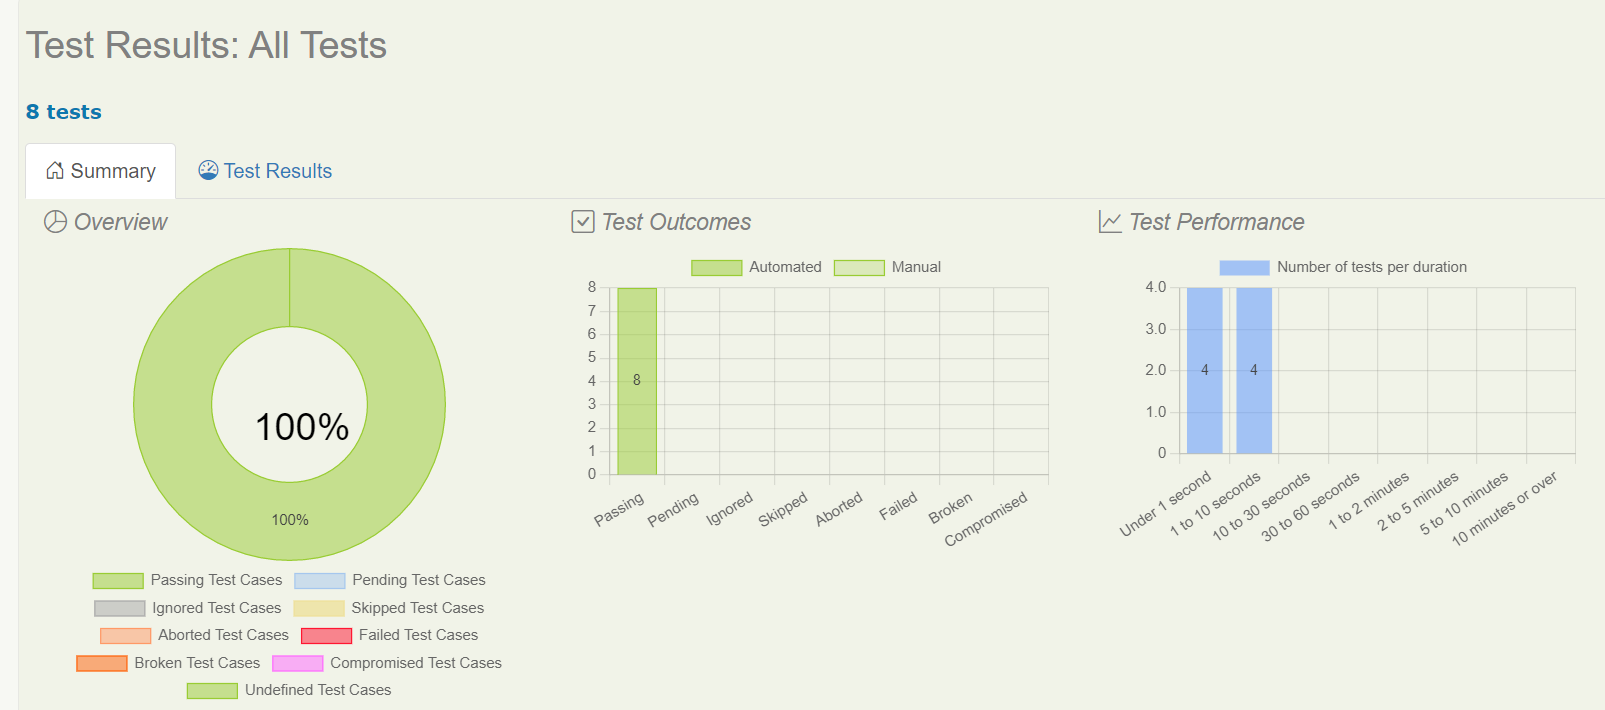 Test Results: All Tests
8 tests
Summary
Test Results
Overview
100%
100%
Passing Test Cases
Pending Test Cases
Ignored Test Cases
Skipped Test Cases
Aborted Test Cases
Failed Test Cases
Broken Test Cases
Compromised Test Cases
Undefined Test Cases
Test Outcomes
Automated
Manual
8
7
6
5
4
3
2
1
0
8
Passing
Pending
Ignored
Skipped
Aborted
Failed
Broken
Compromised
Test Performance
Number of tests per duration
4.0
3.0
2.0
1.0
0
4
4
Under 1 second
1 to 10 seconds
10 to 30 seconds
30 to 60 seconds
1 to 2 minutes
2 to 5 minutes
5 to 10 minutes
10 minutes or over